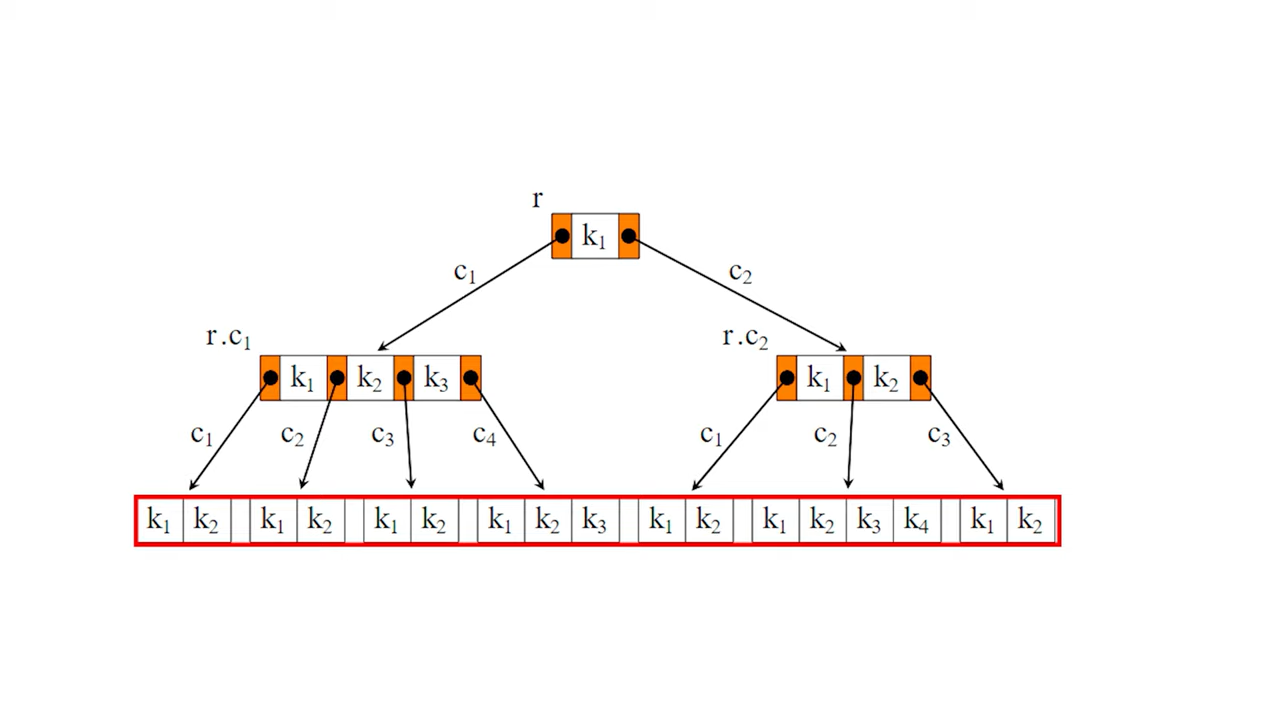 r
k₁
c₁ c₂
r.c₁ r.c₂
k₁ k₂ k₃ k₁ k₂
c₁ c₂ c₃ c₄ c₁ c₂ c₃
k₁ k₂ k₁ k₂ k₁ k₂ k₁ k₂ k₃ k₁ k₂ k₁ k₂ k₃ k₄ k₁ k₂